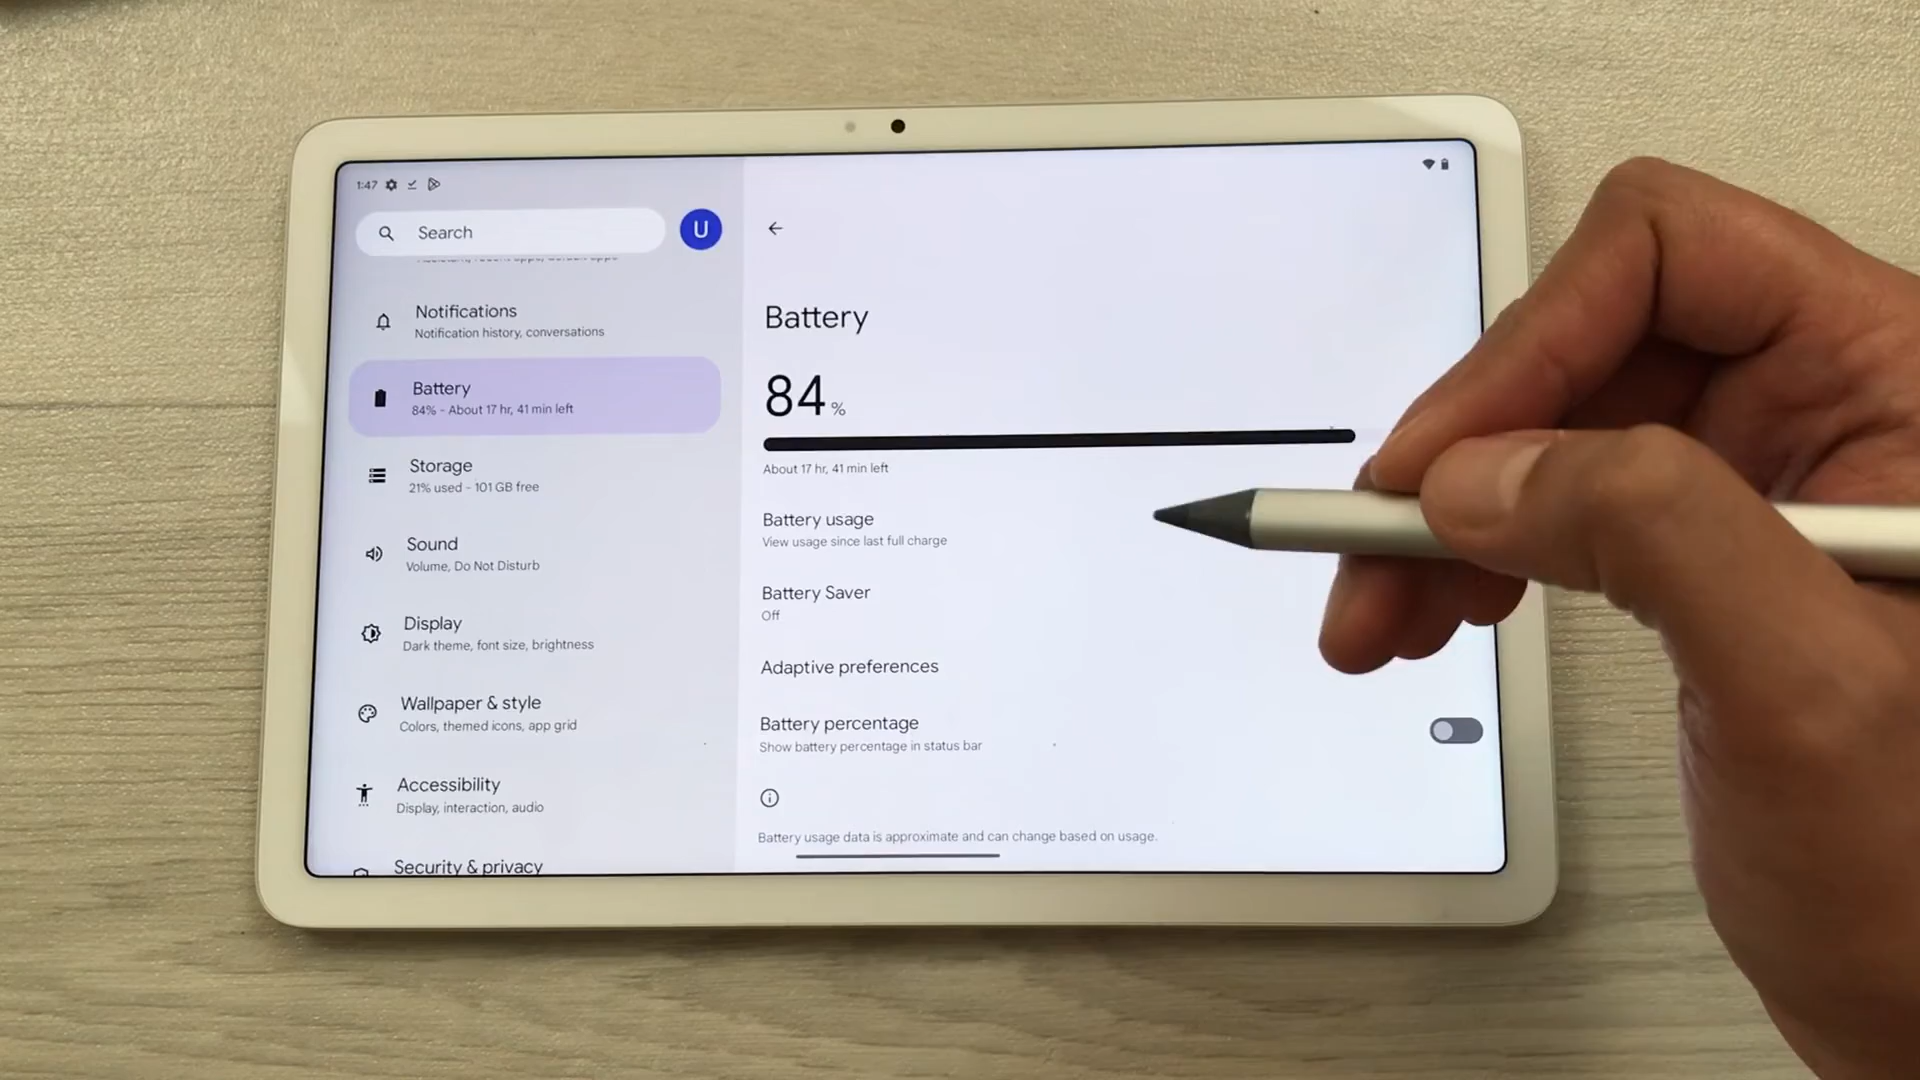 1:47
Search
U
Notifications
Notification history, conversations
Battery
84% - About 17 hr, 41 min left
Storage
21% used - 101 GB free
Sound
Volume, Do Not Disturb
Display
Dark theme, font size, brightness
Wallpaper & style
Colors, themed icons, app grid
Accessibility
Display, interaction, audio
Security & privacy
Battery
84 %
About 17 hr, 41 min left
Battery usage
View usage since last full charge
Battery Saver
Off
Adaptive preferences
Battery percentage
Show battery percentage in status bar
Battery usage data is approximate and can change based on usage.